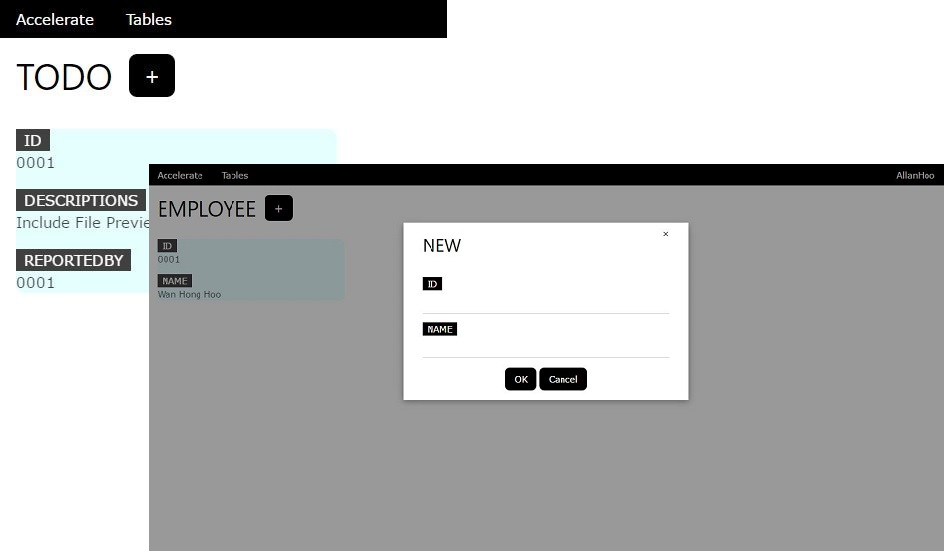 Accelerate Tables
TODO +
ID
0001
DESCRIPTIONS
Include File Previe
REPORTEDBY
0001
Accelerate Tables AllanHoo
EMPLOYEE +
ID
0001
NAME
Wan Hong Hoo
×
NEW
ID
NAME
OK Cancel